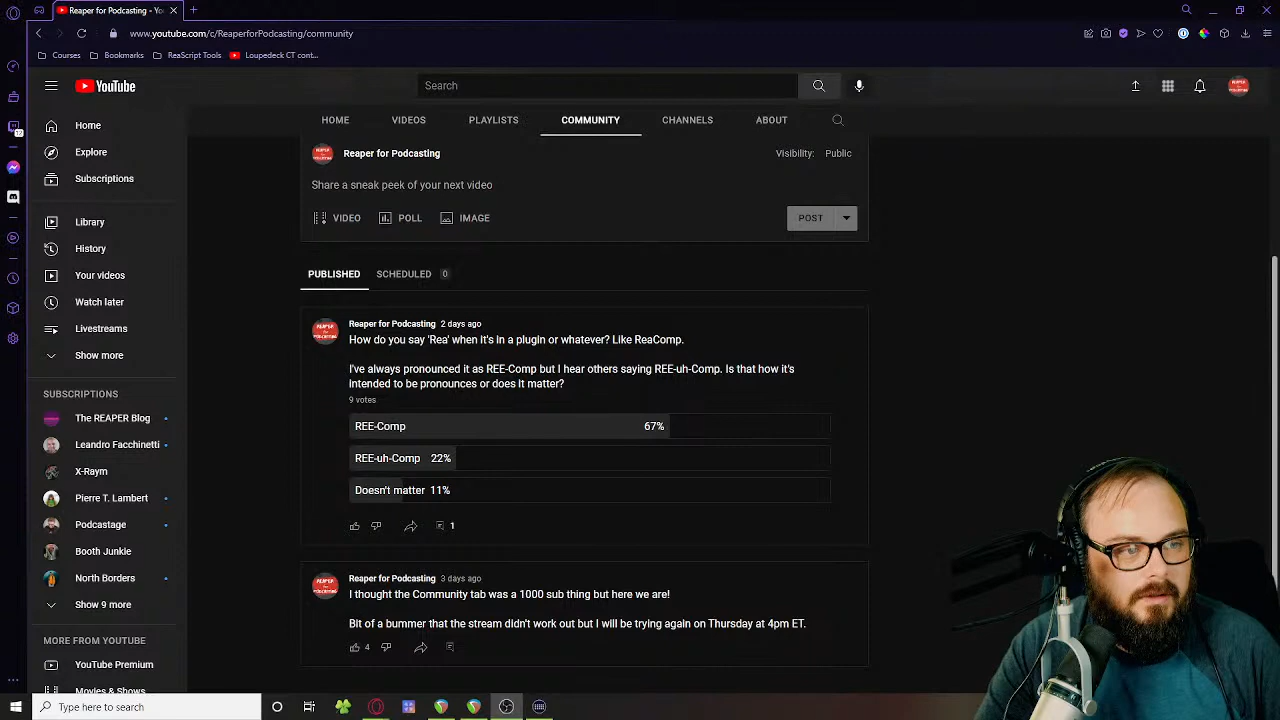 Reaper for Podcasting - Yo
www.youtube.com/c/ReaperforPodcasting/community
Courses Bookmarks ReaScript Tools Loupedeck CT cont...
YouTube Search
HOME VIDEOS PLAYLISTS COMMUNITY CHANNELS ABOUT
Home
Explore
Subscriptions
Library
History
Your videos
Watch later
Livestreams
Show more
SUBSCRIPTIONS
The REAPER Blog
Leandro Facchinetti
X-Raym
Pierre T. Lambert
Podcastage
Booth Junkie
North Borders
Show 9 more
MORE FROM YOUTUBE
YouTube Premium
Movies & Shows
12
Reaper for Podcasting Visibility: Public
Share a sneak peek of your next video
VIDEO POLL IMAGE POST
PUBLISHED SCHEDULED 0
Reaper for Podcasting 2 days ago
How do you say 'Rea' when it's in a plugin or whatever? Like ReaComp.
I've always pronounced it as REE-Comp but I hear others saying REE-uh-Comp. Is that how it's
intended to be pronounces or does it matter?
9 votes
REE-Comp 67%
REE-uh-Comp 22%
Doesn't matter 11%
1
Reaper for Podcasting 3 days ago
I thought the Community tab was a 1000 sub thing but here we are!
Bit of a bummer that the stream didn't work out but I will be trying again on Thursday at 4pm ET.
4
Type here to search